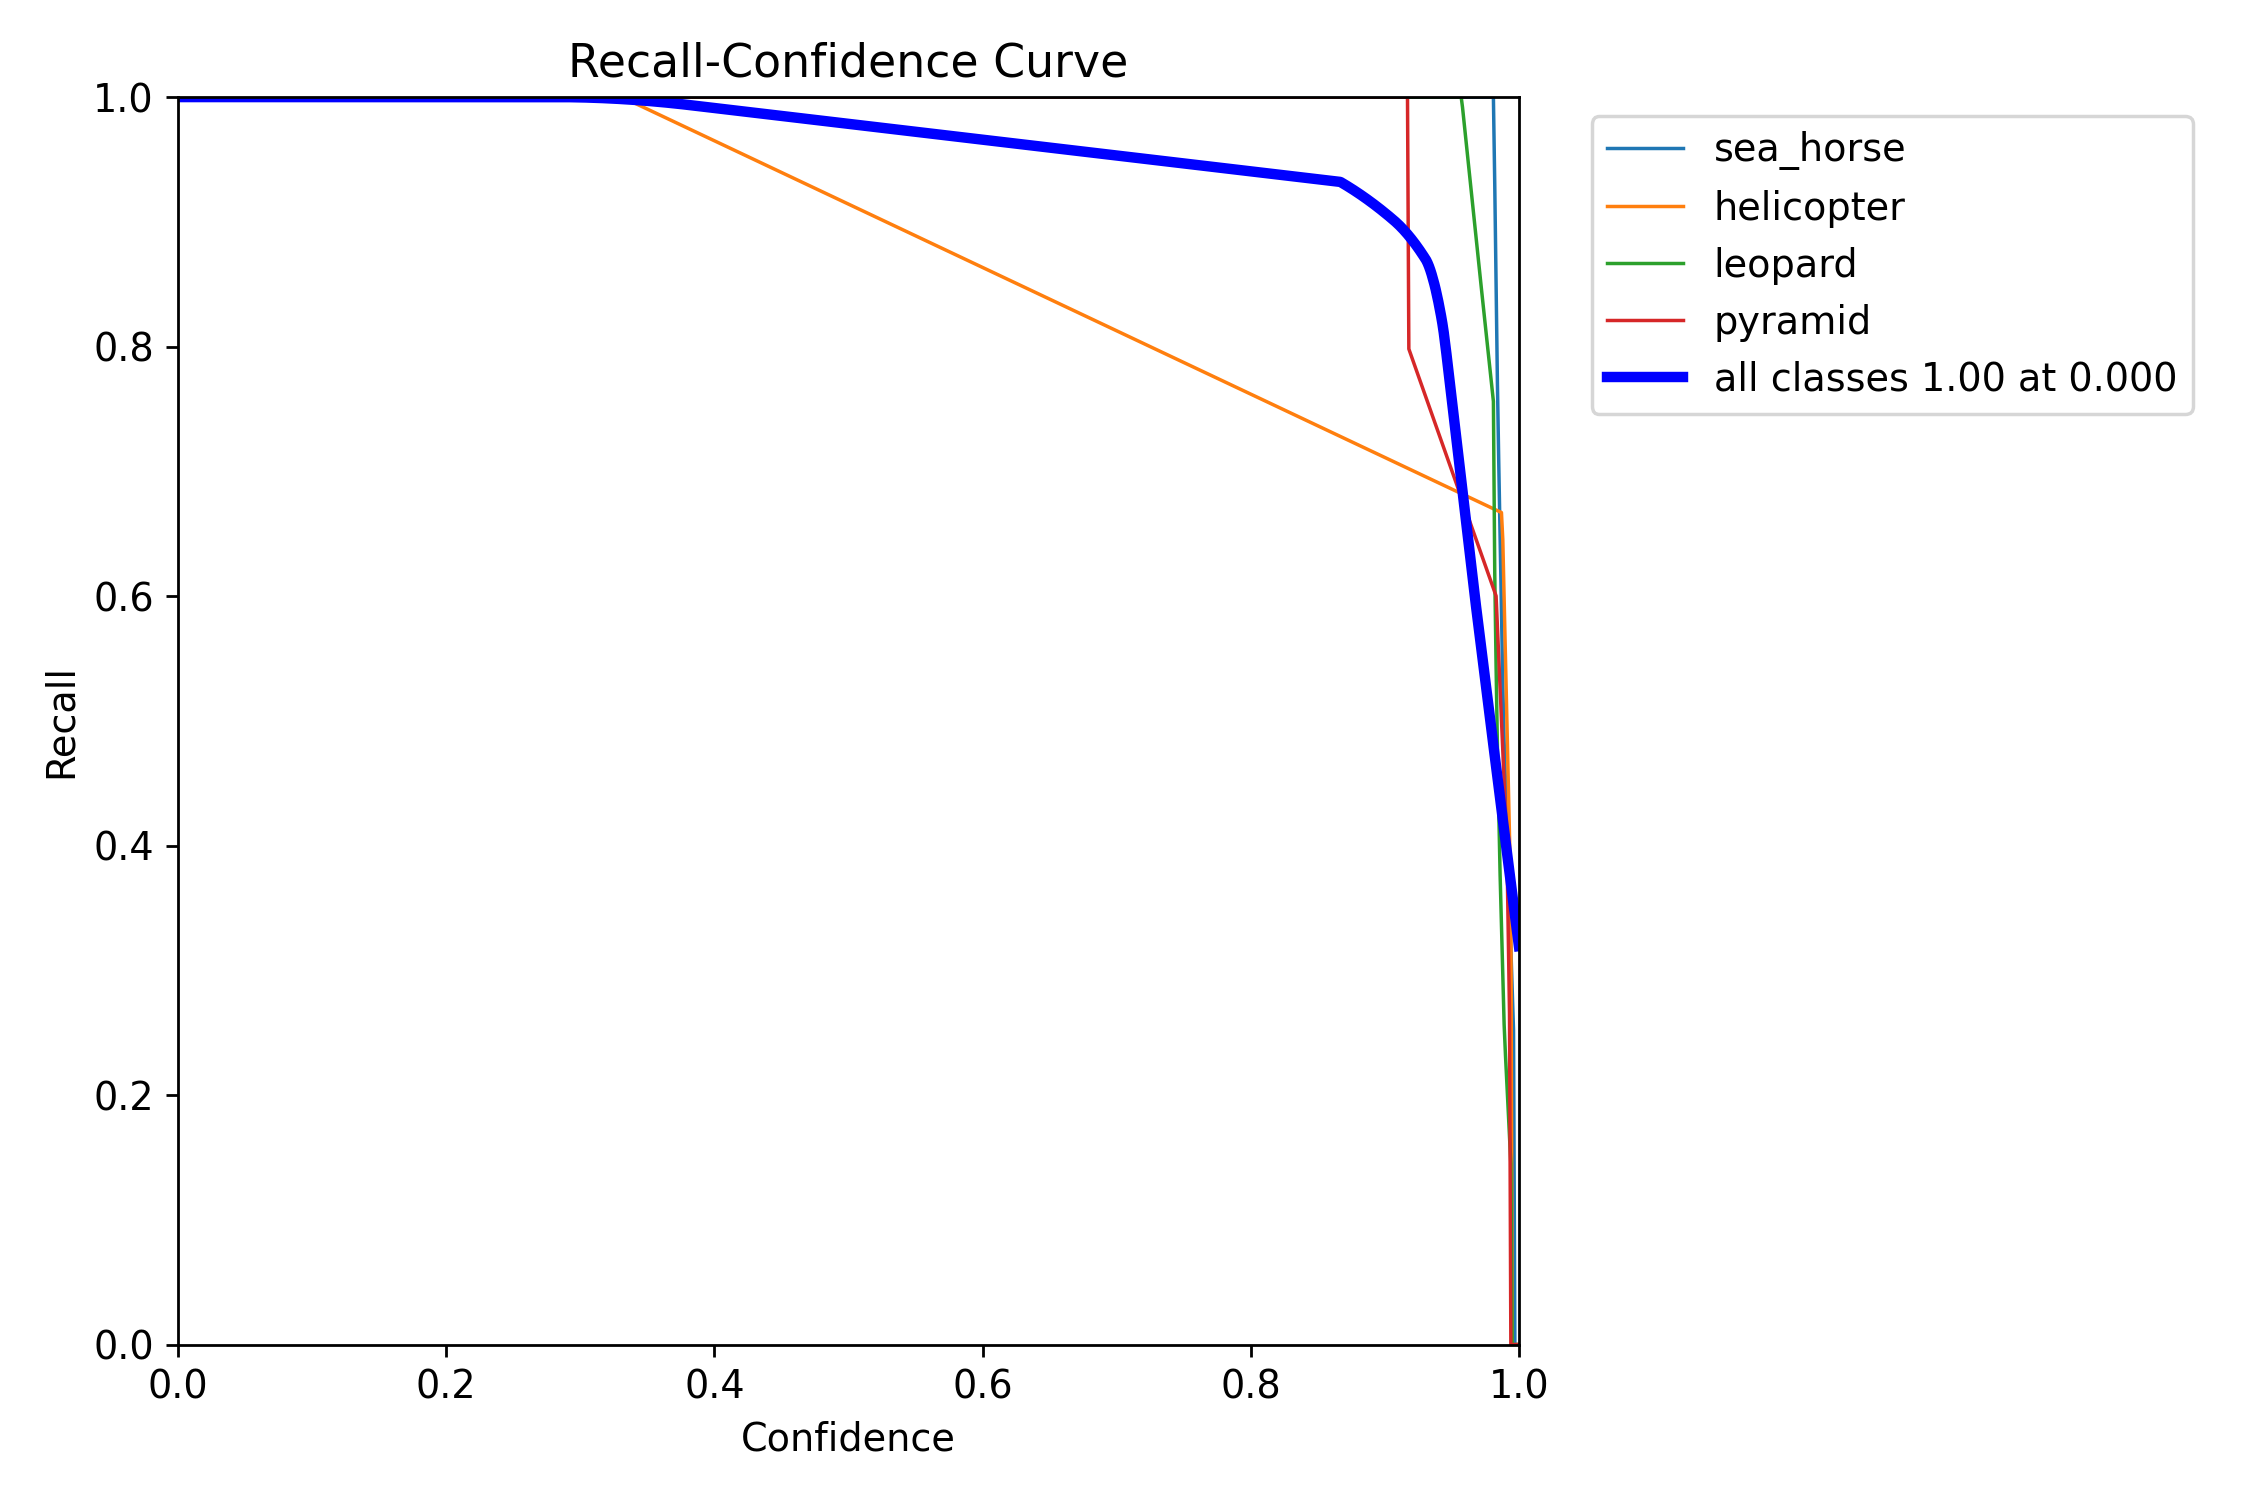 Recall-Confidence Curve
1.0
0.8
0.6
0.4
0.2
0.0
Recall
0.0 0.2 0.4 0.6 0.8 1.0
Confidence
sea_horse
helicopter
leopard
pyramid
all classes 1.00 at 0.000